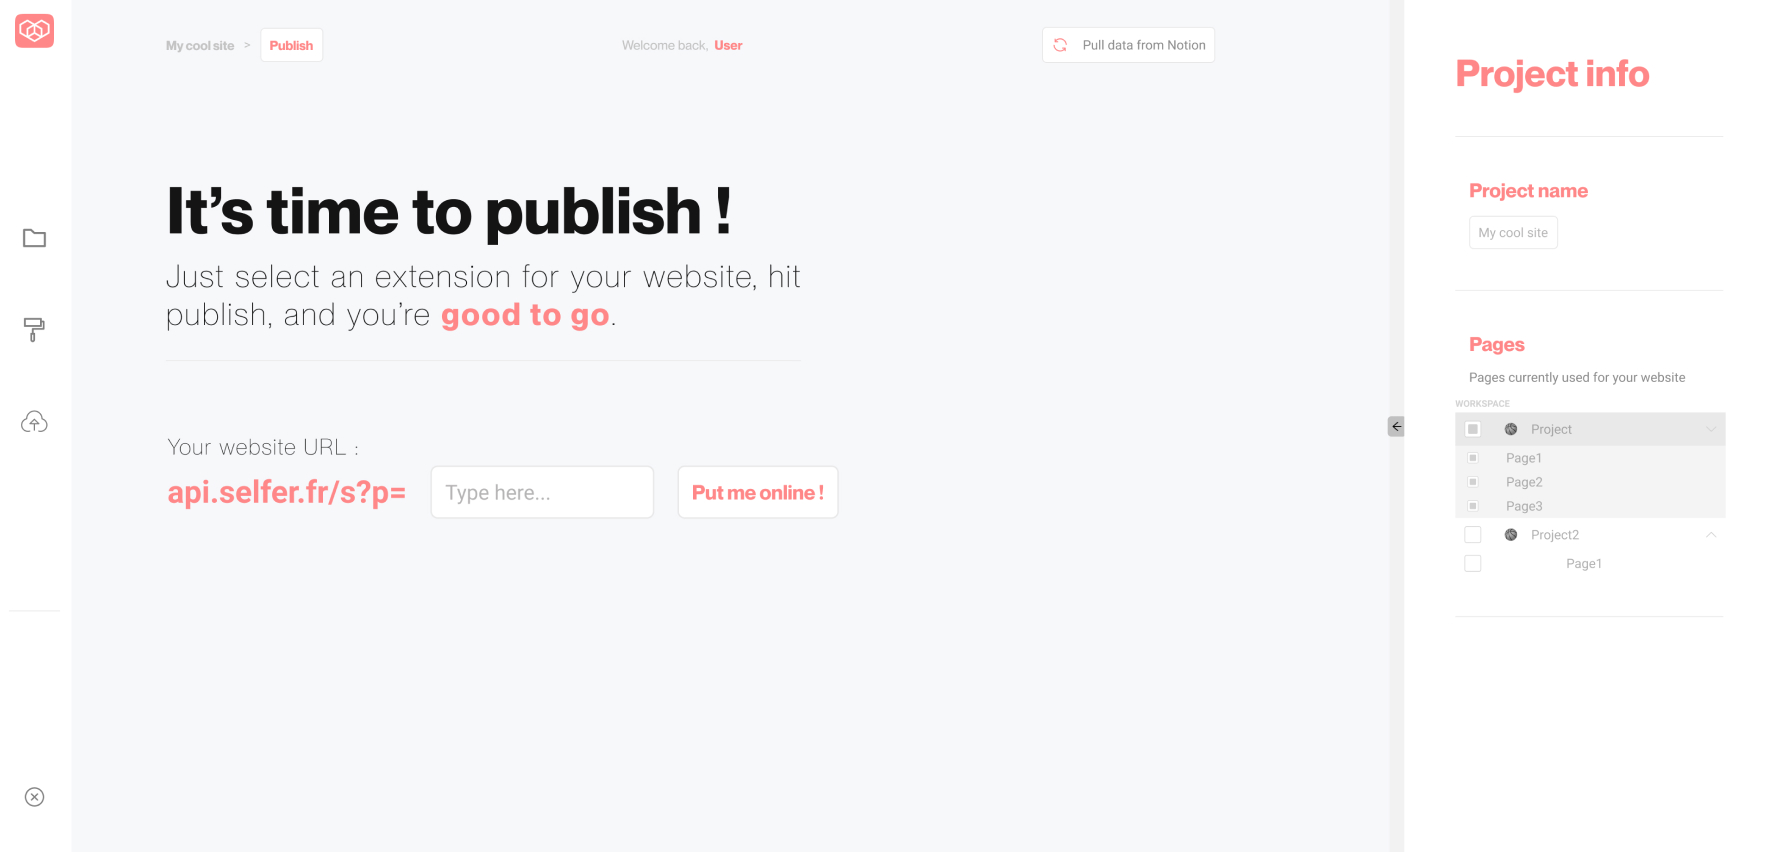 My cool site > Publish
Welcome back, User
Pull data from Notion
It's time to publish !
Just select an extension for your website, hit
publish, and you're good to go.
Your website URL :
api.selfer.fr/s?p=
Type here...
Put me online !
Project info
Project name
My cool site
Pages
Pages currently used for your website
WORKSPACE
Project
Page1
Page2
Page3
Project2
Page1